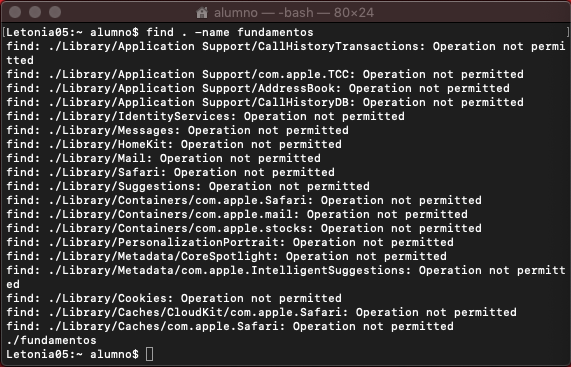 alumno — -bash — 80×24
[Letonia05:~ alumno$ find . -name fundamentos ]
find: ./Library/Application Support/CallHistoryTransactions: Operation not permi
tted
find: ./Library/Application Support/com.apple.TCC: Operation not permitted
find: ./Library/Application Support/AddressBook: Operation not permitted
find: ./Library/Application Support/CallHistoryDB: Operation not permitted
find: ./Library/IdentityServices: Operation not permitted
find: ./Library/Messages: Operation not permitted
find: ./Library/HomeKit: Operation not permitted
find: ./Library/Mail: Operation not permitted
find: ./Library/Safari: Operation not permitted
find: ./Library/Suggestions: Operation not permitted
find: ./Library/Containers/com.apple.Safari: Operation not permitted
find: ./Library/Containers/com.apple.mail: Operation not permitted
find: ./Library/Containers/com.apple.stocks: Operation not permitted
find: ./Library/PersonalizationPortrait: Operation not permitted
find: ./Library/Metadata/CoreSpotlight: Operation not permitted
find: ./Library/Metadata/com.apple.IntelligentSuggestions: Operation not permitt
ed
find: ./Library/Cookies: Operation not permitted
find: ./Library/Caches/CloudKit/com.apple.Safari: Operation not permitted
find: ./Library/Caches/com.apple.Safari: Operation not permitted
./fundamentos
Letonia05:~ alumno$